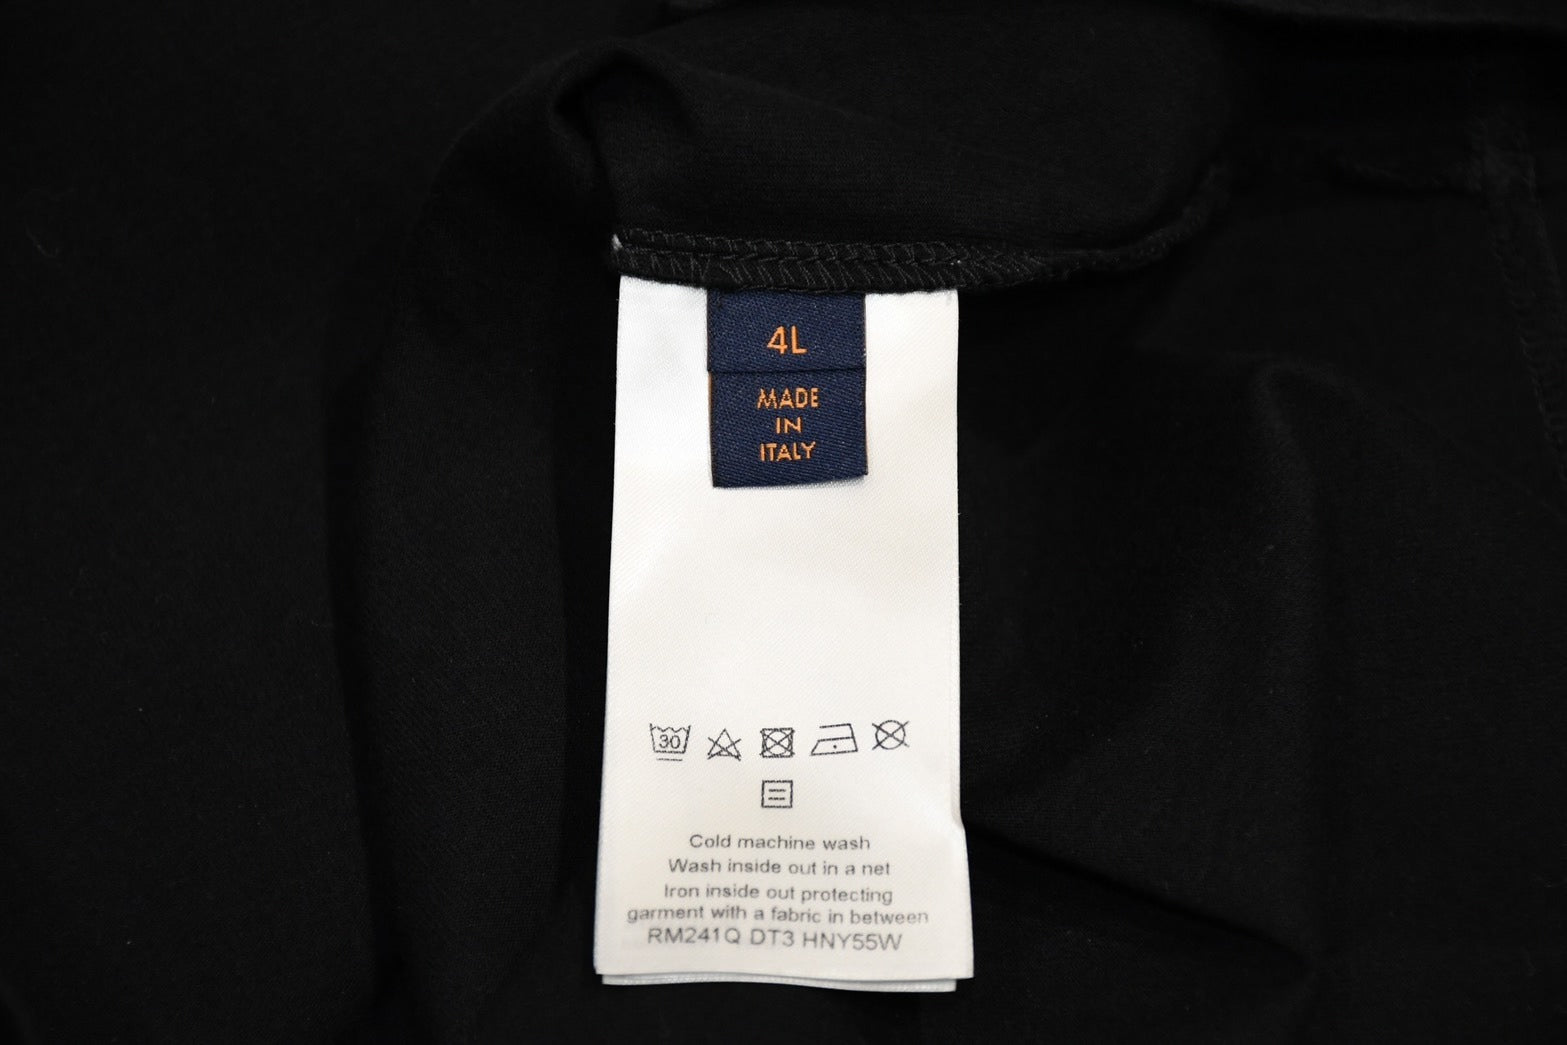 4L
MADE
IN
ITALY
30
Cold machine wash
Wash inside out in a net
Iron inside out protecting
garment with a fabric in between
RM241Q DT3 HNY55W